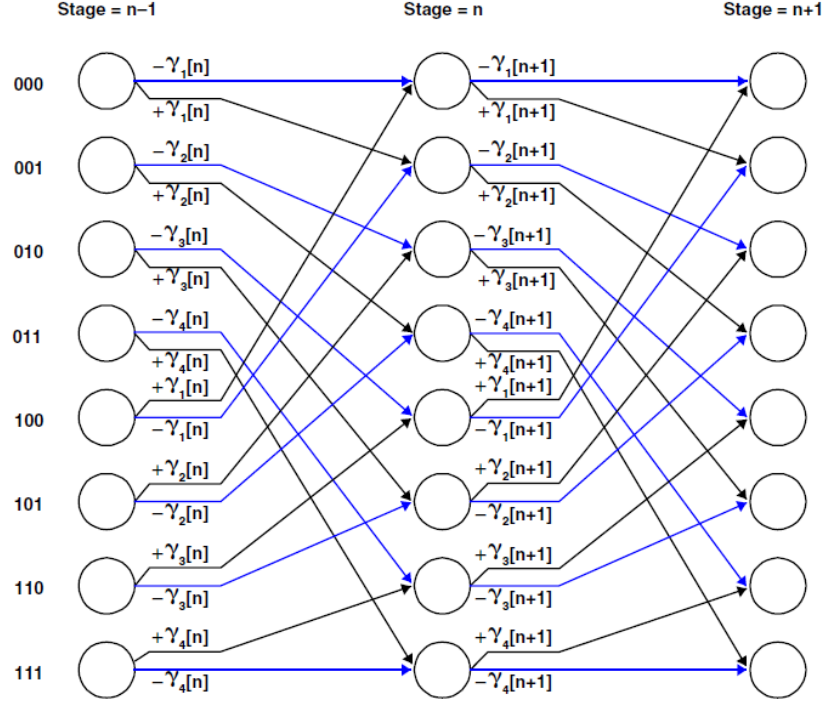 Stage = n–1 Stage = n Stage = n+1
000 −γ₁[n] −γ₁[n+1]
+γ₁[n] +γ₁[n+1]
001 −γ₂[n] −γ₂[n+1]
+γ₂[n] +γ₂[n+1]
010 −γ₃[n] −γ₃[n+1]
+γ₃[n] +γ₃[n+1]
011 −γ₄[n] −γ₄[n+1]
+γ₄[n] +γ₄[n+1]
+γ₁[n] +γ₁[n+1]
100 −γ₁[n] −γ₁[n+1]
+γ₂[n] +γ₂[n+1]
101 −γ₂[n] −γ₂[n+1]
+γ₃[n] +γ₃[n+1]
110 −γ₃[n] −γ₃[n+1]
+γ₄[n] +γ₄[n+1]
111 −γ₄[n] −γ₄[n+1]